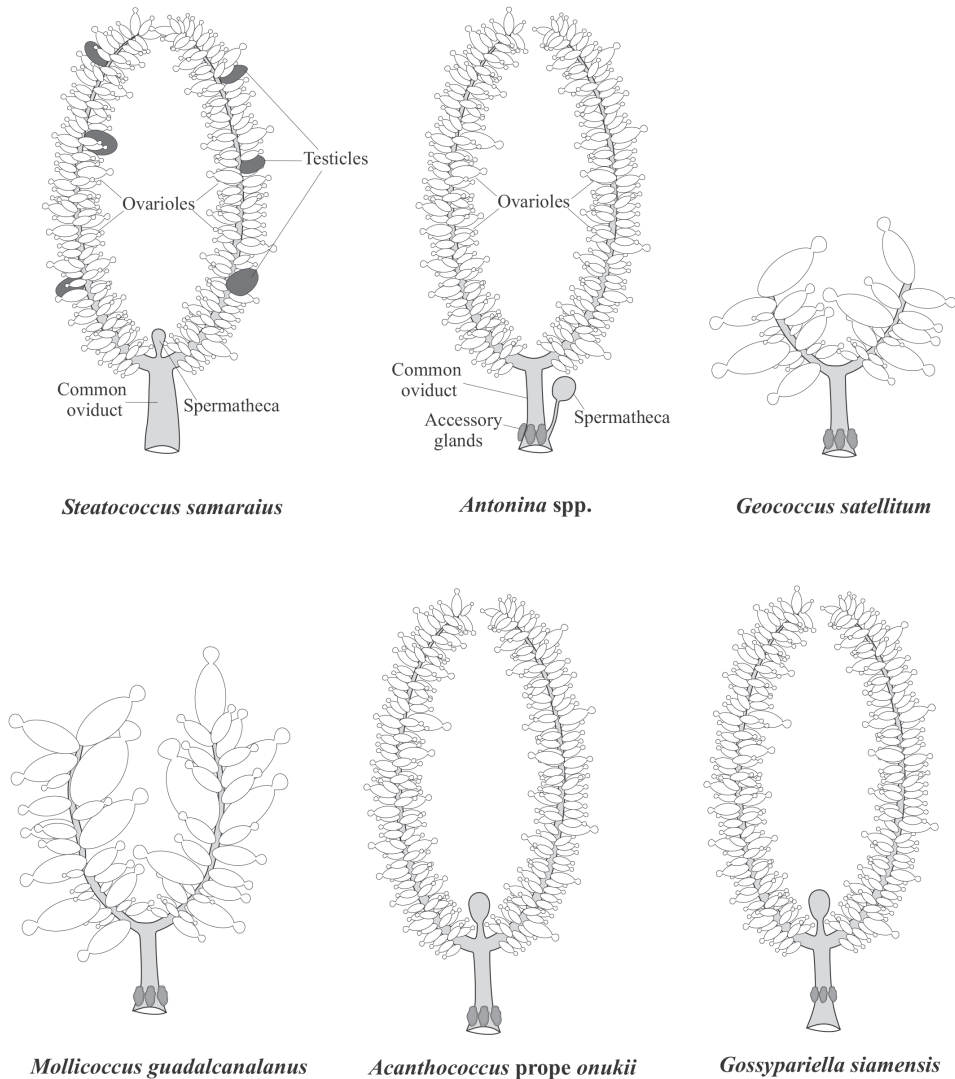 Testicles
Ovarioles
Ovarioles
Common
oviduct
Spermatheca
Common
oviduct
Accessory
glands
Spermatheca
Steatococcus samaraius
Antonina spp.
Geococcus satellitum
Mollicoccus guadalcanalanus
Acanthococcus prope onukii
Gossypariella siamensis